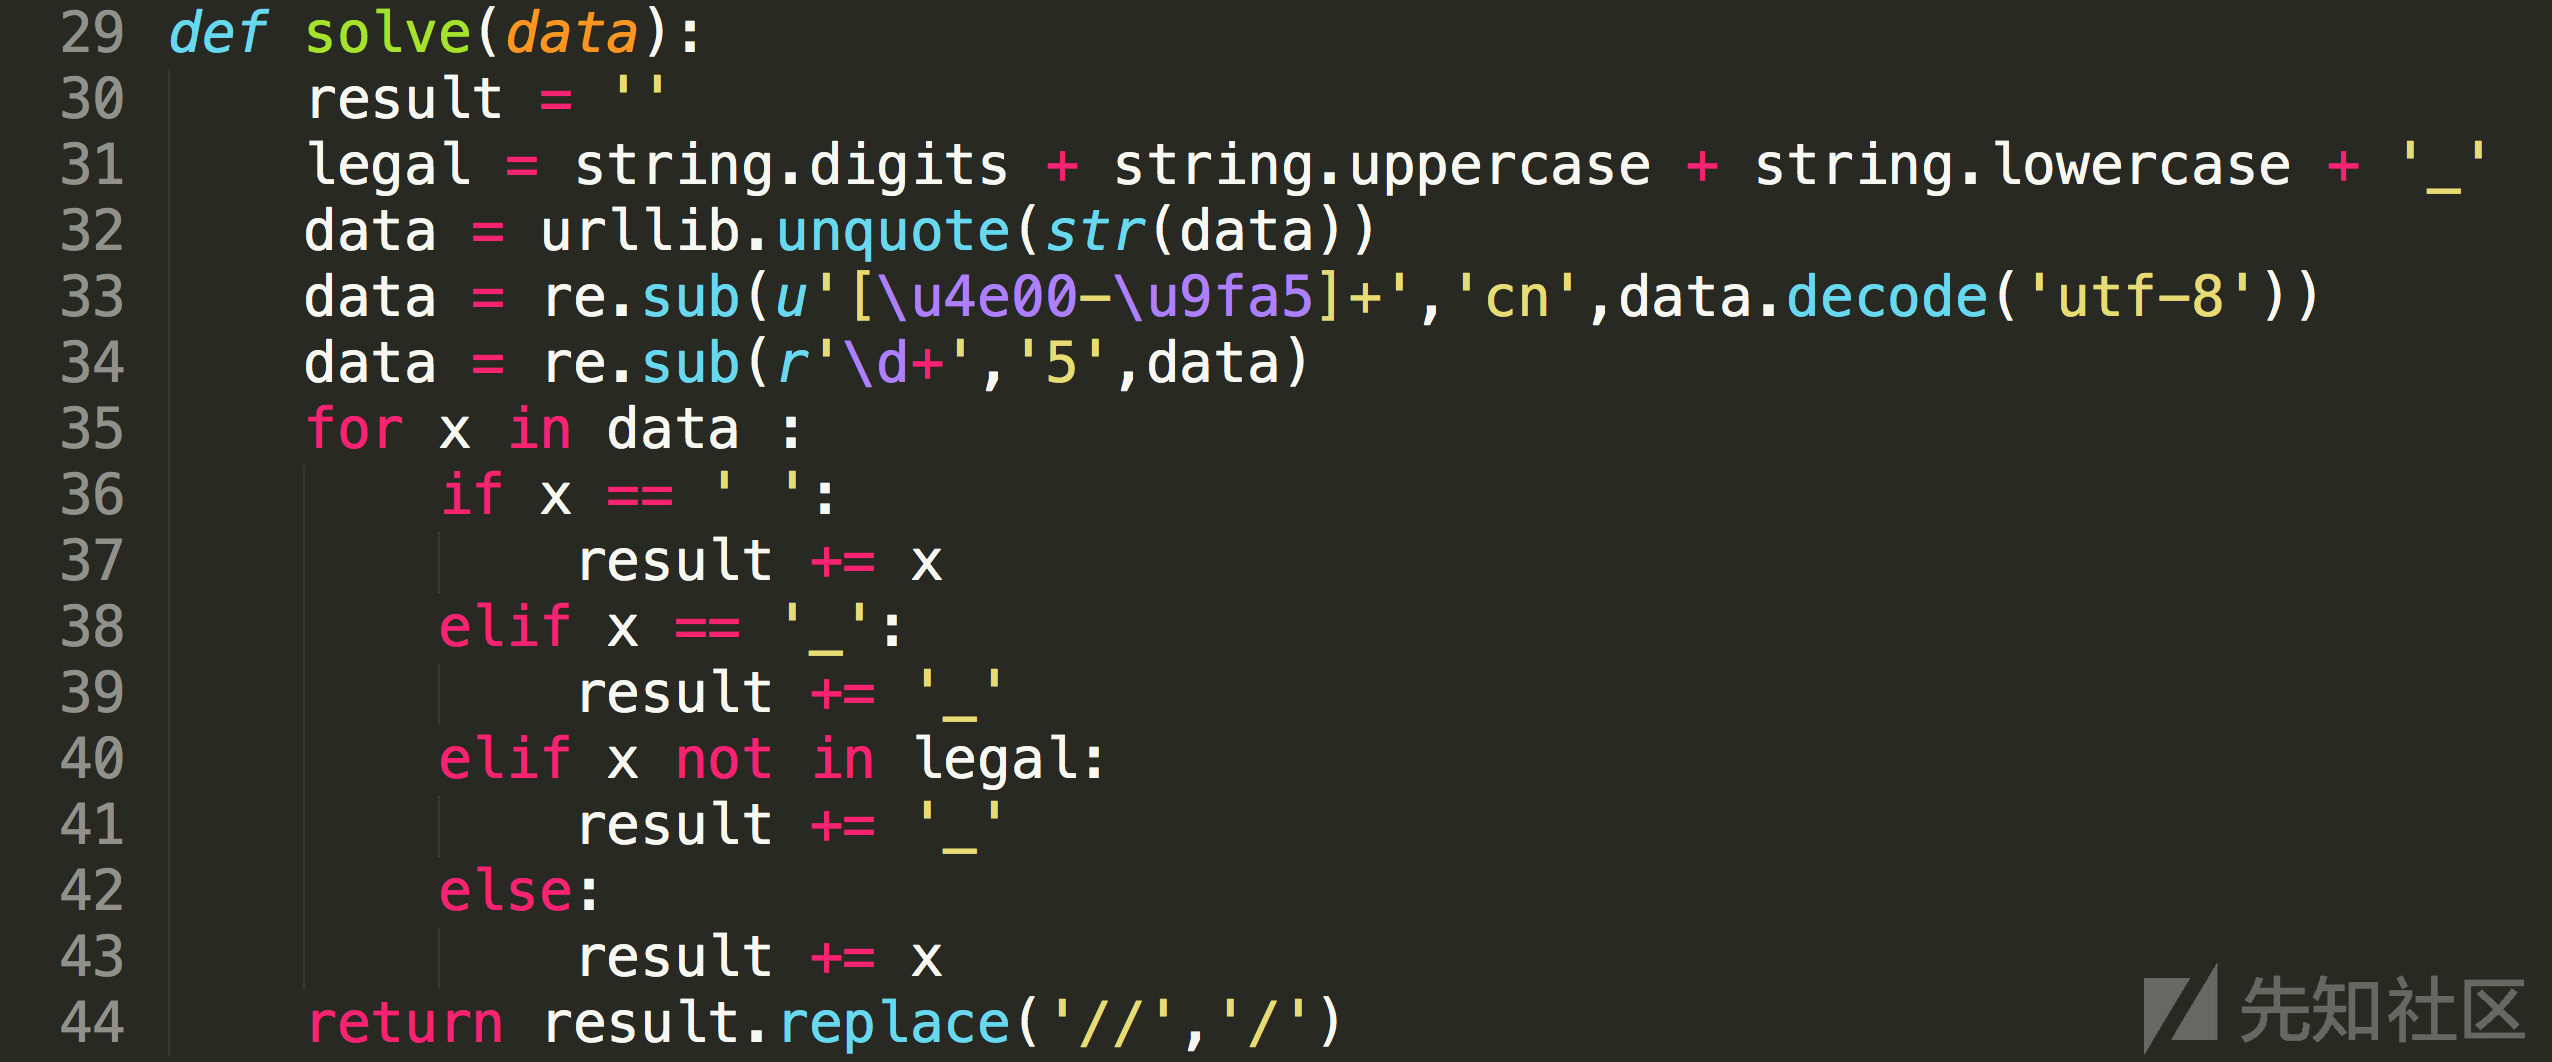 29 def solve(data):
30     result = ''
31     legal = string.digits + string.uppercase + string.lowercase + '_'
32     data = urllib.unquote(str(data))
33     data = re.sub(u'[\u4e00-\u9fa5]+','cn',data.decode('utf-8'))
34     data = re.sub(r'\d+','5',data)
35     for x in data :
36         if x == ' ':
37             result += x
38         elif x == '_':
39             result += '_'
40         elif x not in legal:
41             result += '_'
42         else:
43             result += x
44     return result.replace('//','/')
先知社区